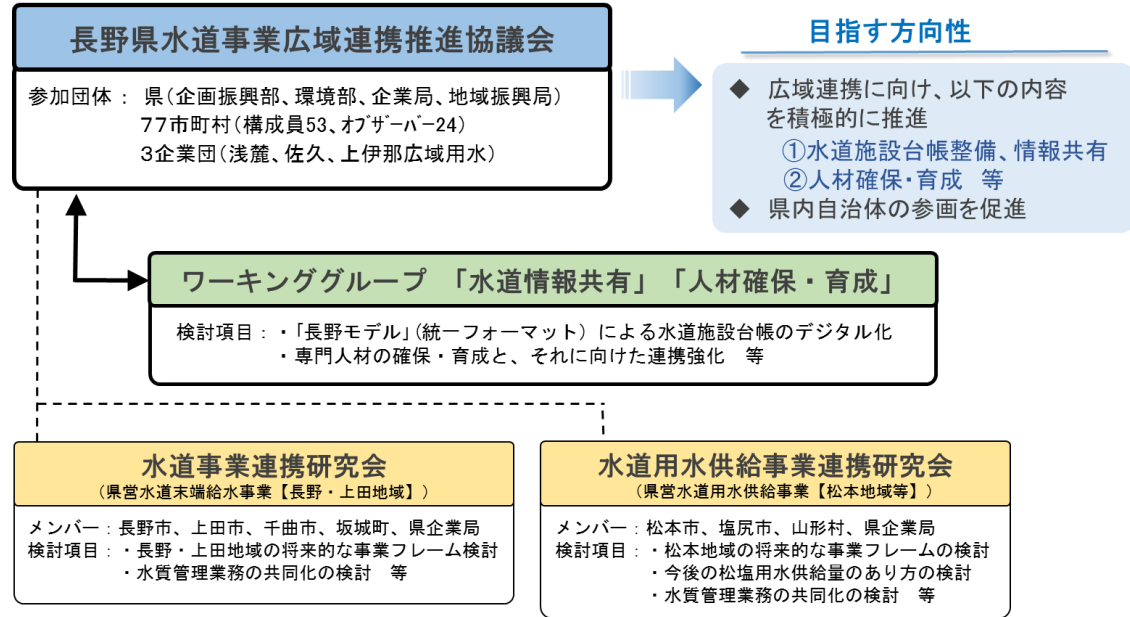 長野県水道事業広域連携推進協議会
参加団体： 県(企画振興部、環境部、企業局、地域振興局)
77市町村(構成員53、ｵﾌﾞｻﾞｰﾊﾞｰ24)
3企業団(浅麓、佐久、上伊那広域用水)
目指す方向性
◆ 広域連携に向け、以下の内容
を積極的に推進
①水道施設台帳整備、情報共有
②人材確保・育成 等
◆ 県内自治体の参画を促進
ワーキンググループ 「水道情報共有」「人材確保・育成」
検討項目：・「長野モデル」(統一フォーマット) による水道施設台帳のデジタル化
・専門人材の確保・育成と、それに向けた連携強化 等
水道事業連携研究会
（県営水道末端給水事業【長野・上田地域】）
メンバー：長野市、上田市、千曲市、坂城町、県企業局
検討項目：・長野・上田地域の将来的な事業フレーム検討
・水質管理業務の共同化の検討 等
水道用水供給事業連携研究会
（県営水道用水供給事業【松本地域等】）
メンバー：松本市、塩尻市、山形村、県企業局
検討項目：・松本地域の将来的な事業フレームの検討
・今後の松塩用水供給量のあり方の検討
・水質管理業務の共同化の検討 等